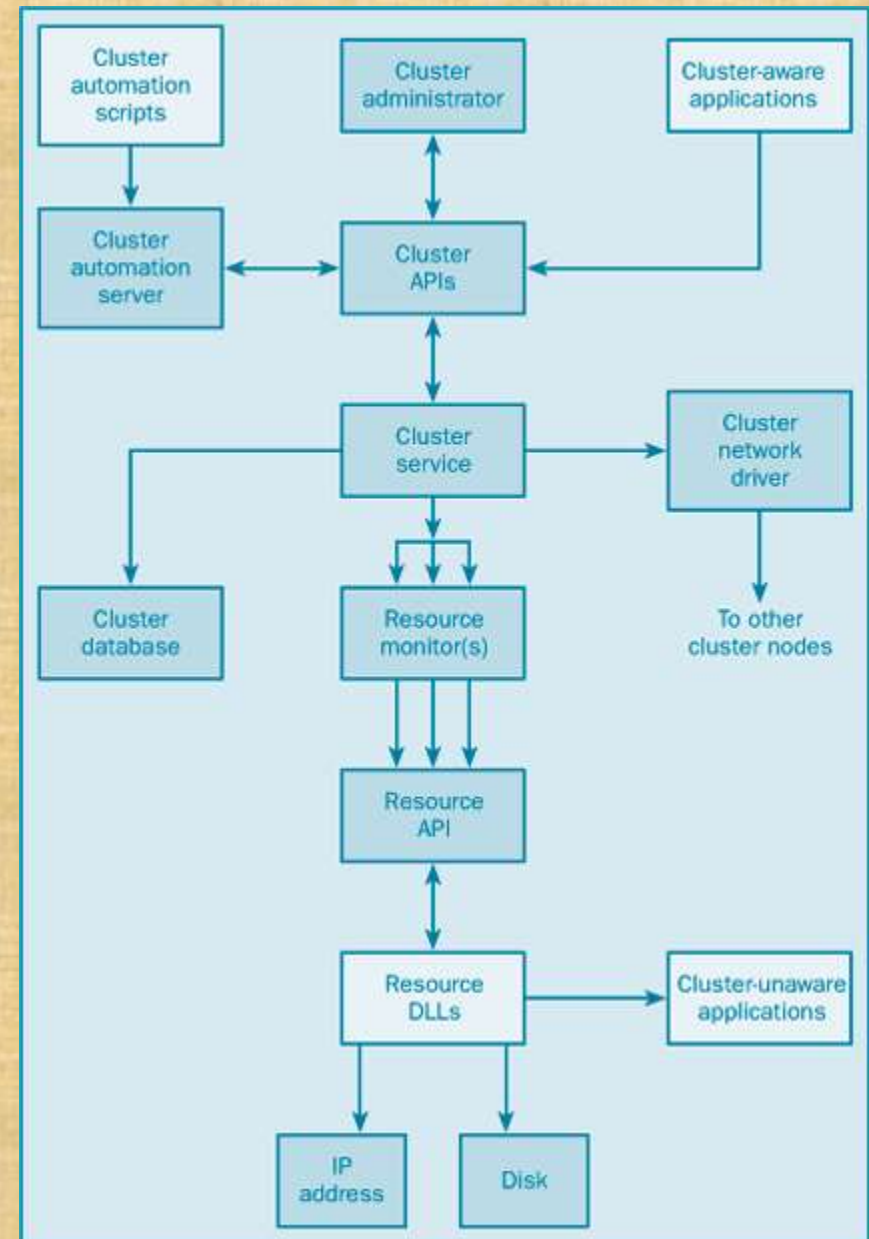 Cluster
automation
scripts
Cluster
administrator
Cluster-aware
applications
Cluster
automation
server
Cluster
APIs
Cluster
service
Cluster
network
driver
Cluster
database
Resource
monitor(s)
To other
cluster nodes
Resource
API
Resource
DLLs
Cluster-unaware
applications
IP
address
Disk